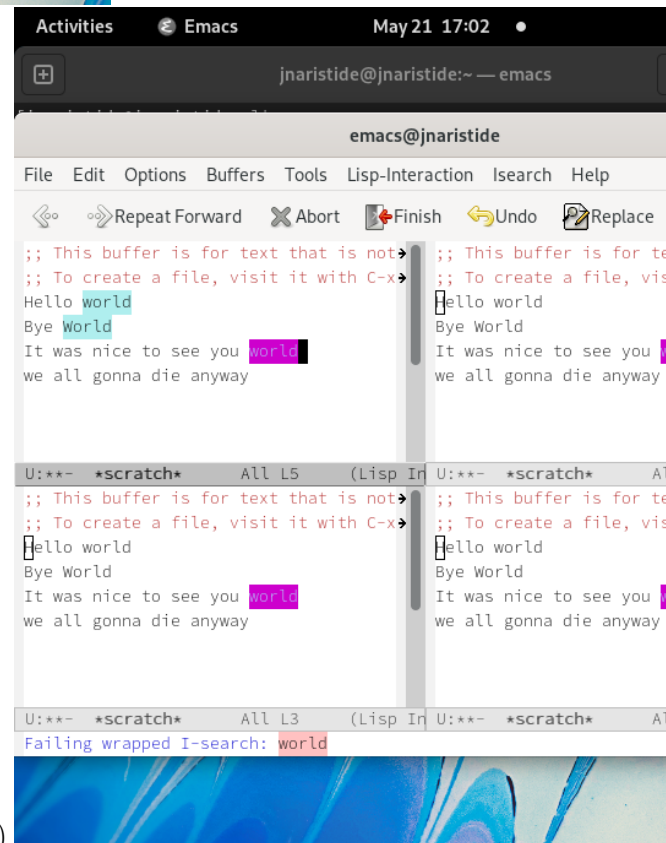 Activities Emacs May 21 17:02
jnaristide@jnaristide:~ — emacs
emacs@jnaristide
File Edit Options Buffers Tools Lisp-Interaction Isearch Help
Repeat Forward Abort Finish Undo Replace
;; This buffer is for text that is not
;; To create a file, visit it with C-x
Hello world
Bye World
It was nice to see you world
we all gonna die anyway
U:**- *scratch* All L5 (Lisp In
;; This buffer is for te
;; To create a file, vis
Hello world
Bye World
It was nice to see you
we all gonna die anyway
U:**- *scratch* Al
;; This buffer is for text that is not
;; To create a file, visit it with C-x
Hello world
Bye World
It was nice to see you world
we all gonna die anyway
U:**- *scratch* All L3 (Lisp In
;; This buffer is for te
;; To create a file, vis
Hello world
Bye World
It was nice to see you
we all gonna die anyway
U:**- *scratch* Al
Failing wrapped I-search: world
)